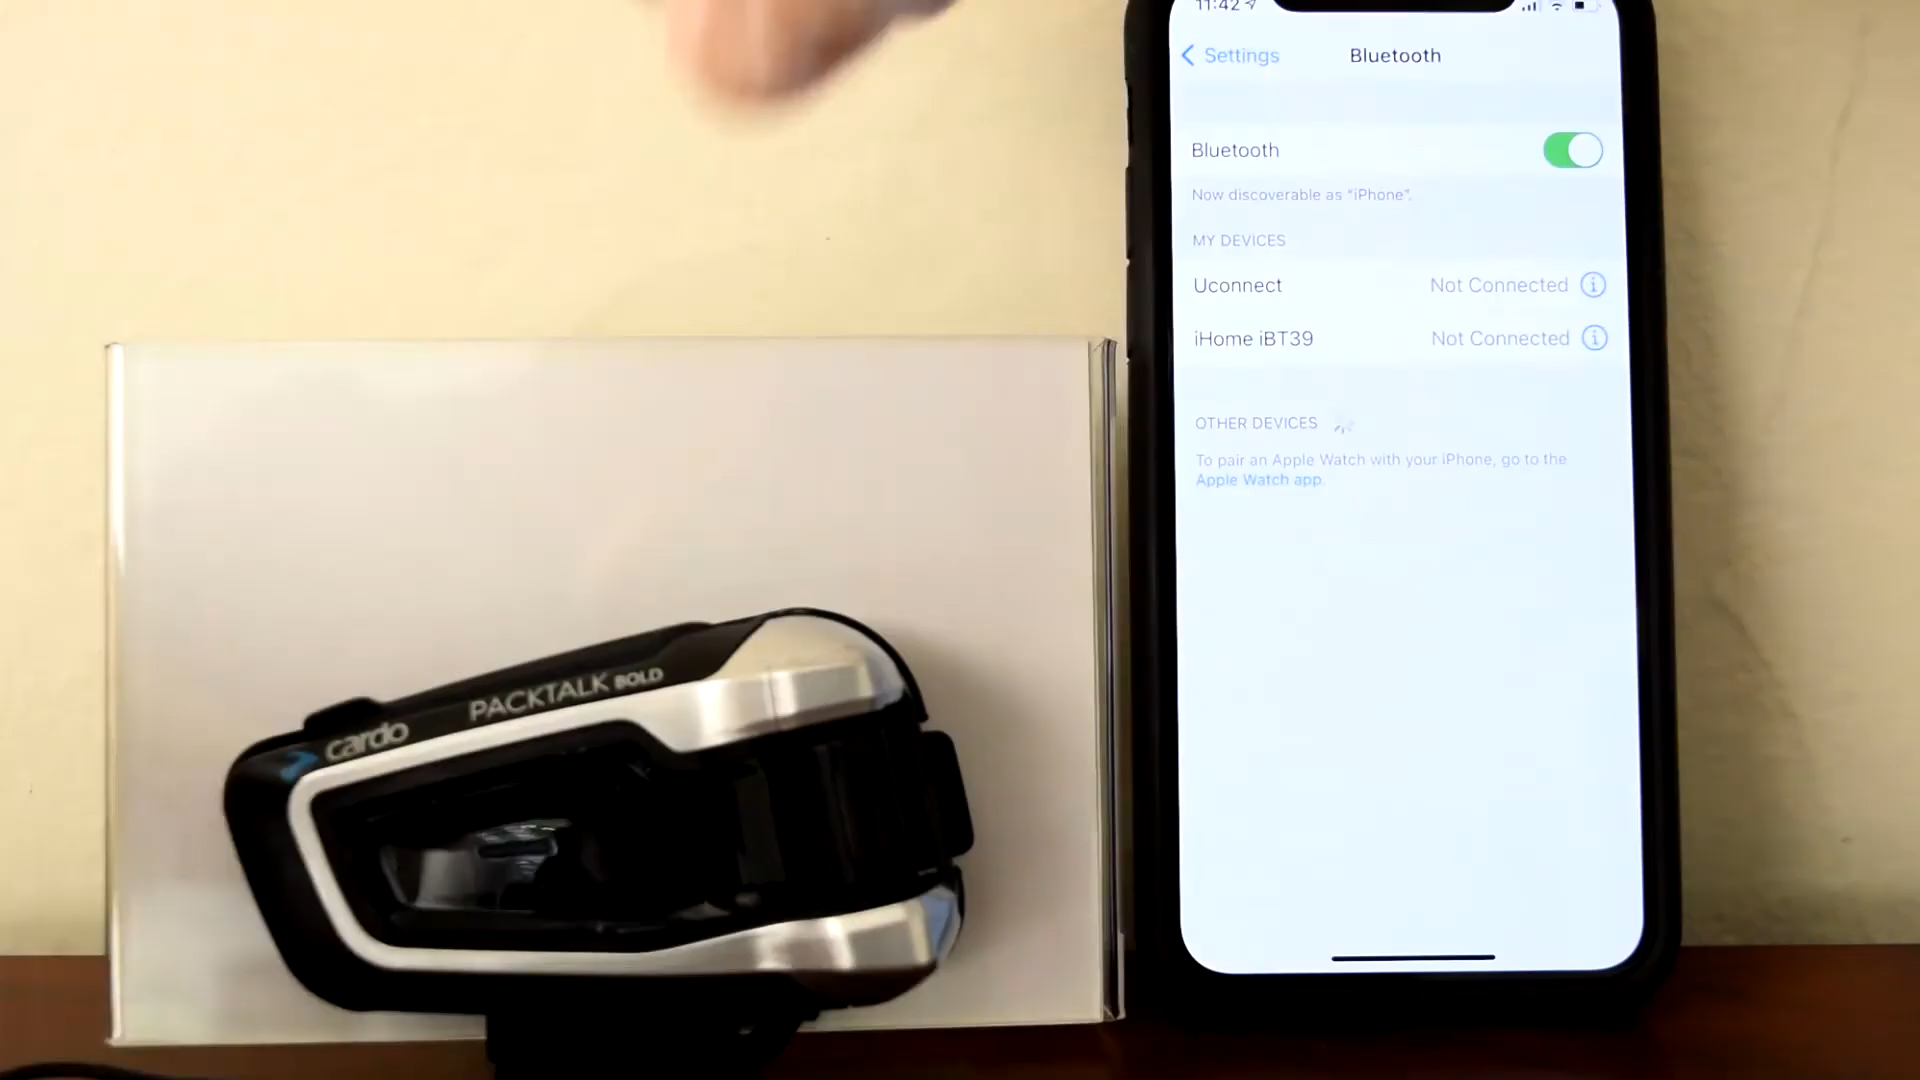 11:42
Settings
Bluetooth
Bluetooth
Now discoverable as “iPhone”.
MY DEVICES
Uconnect Not Connected
iHome iBT39 Not Connected
OTHER DEVICES
To pair an Apple Watch with your iPhone, go to the
Apple Watch app.
cardo PACKTALK BOLD